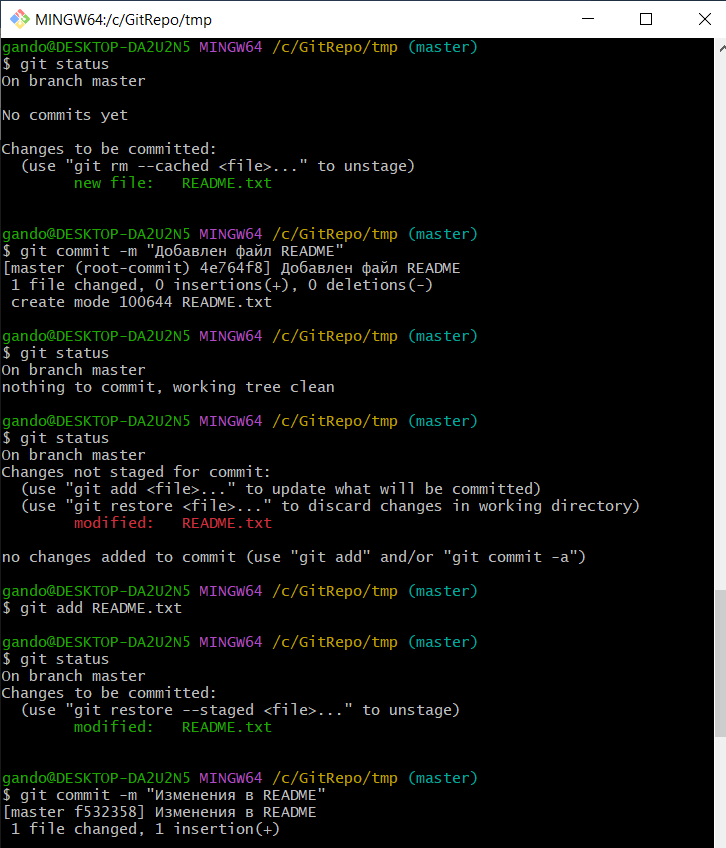 MINGW64:/c/GitRepo/tmp
gando@DESKTOP-DA2U2N5 MINGW64 /c/GitRepo/tmp (master)
$ git status
On branch master
No commits yet
Changes to be committed:
  (use "git rm --cached <file>..." to unstage)
        new file:   README.txt
gando@DESKTOP-DA2U2N5 MINGW64 /c/GitRepo/tmp (master)
$ git commit -m "Добавлен файл README"
[master (root-commit) 4e764f8] Добавлен файл README
 1 file changed, 0 insertions(+), 0 deletions(-)
 create mode 100644 README.txt
gando@DESKTOP-DA2U2N5 MINGW64 /c/GitRepo/tmp (master)
$ git status
On branch master
nothing to commit, working tree clean
gando@DESKTOP-DA2U2N5 MINGW64 /c/GitRepo/tmp (master)
$ git status
On branch master
Changes not staged for commit:
  (use "git add <file>..." to update what will be committed)
  (use "git restore <file>..." to discard changes in working directory)
        modified:   README.txt
no changes added to commit (use "git add" and/or "git commit -a")
gando@DESKTOP-DA2U2N5 MINGW64 /c/GitRepo/tmp (master)
$ git add README.txt
gando@DESKTOP-DA2U2N5 MINGW64 /c/GitRepo/tmp (master)
$ git status
On branch master
Changes to be committed:
  (use "git restore --staged <file>..." to unstage)
        modified:   README.txt
gando@DESKTOP-DA2U2N5 MINGW64 /c/GitRepo/tmp (master)
$ git commit -m "Изменения в README"
[master f532358] Изменения в README
 1 file changed, 1 insertion(+)